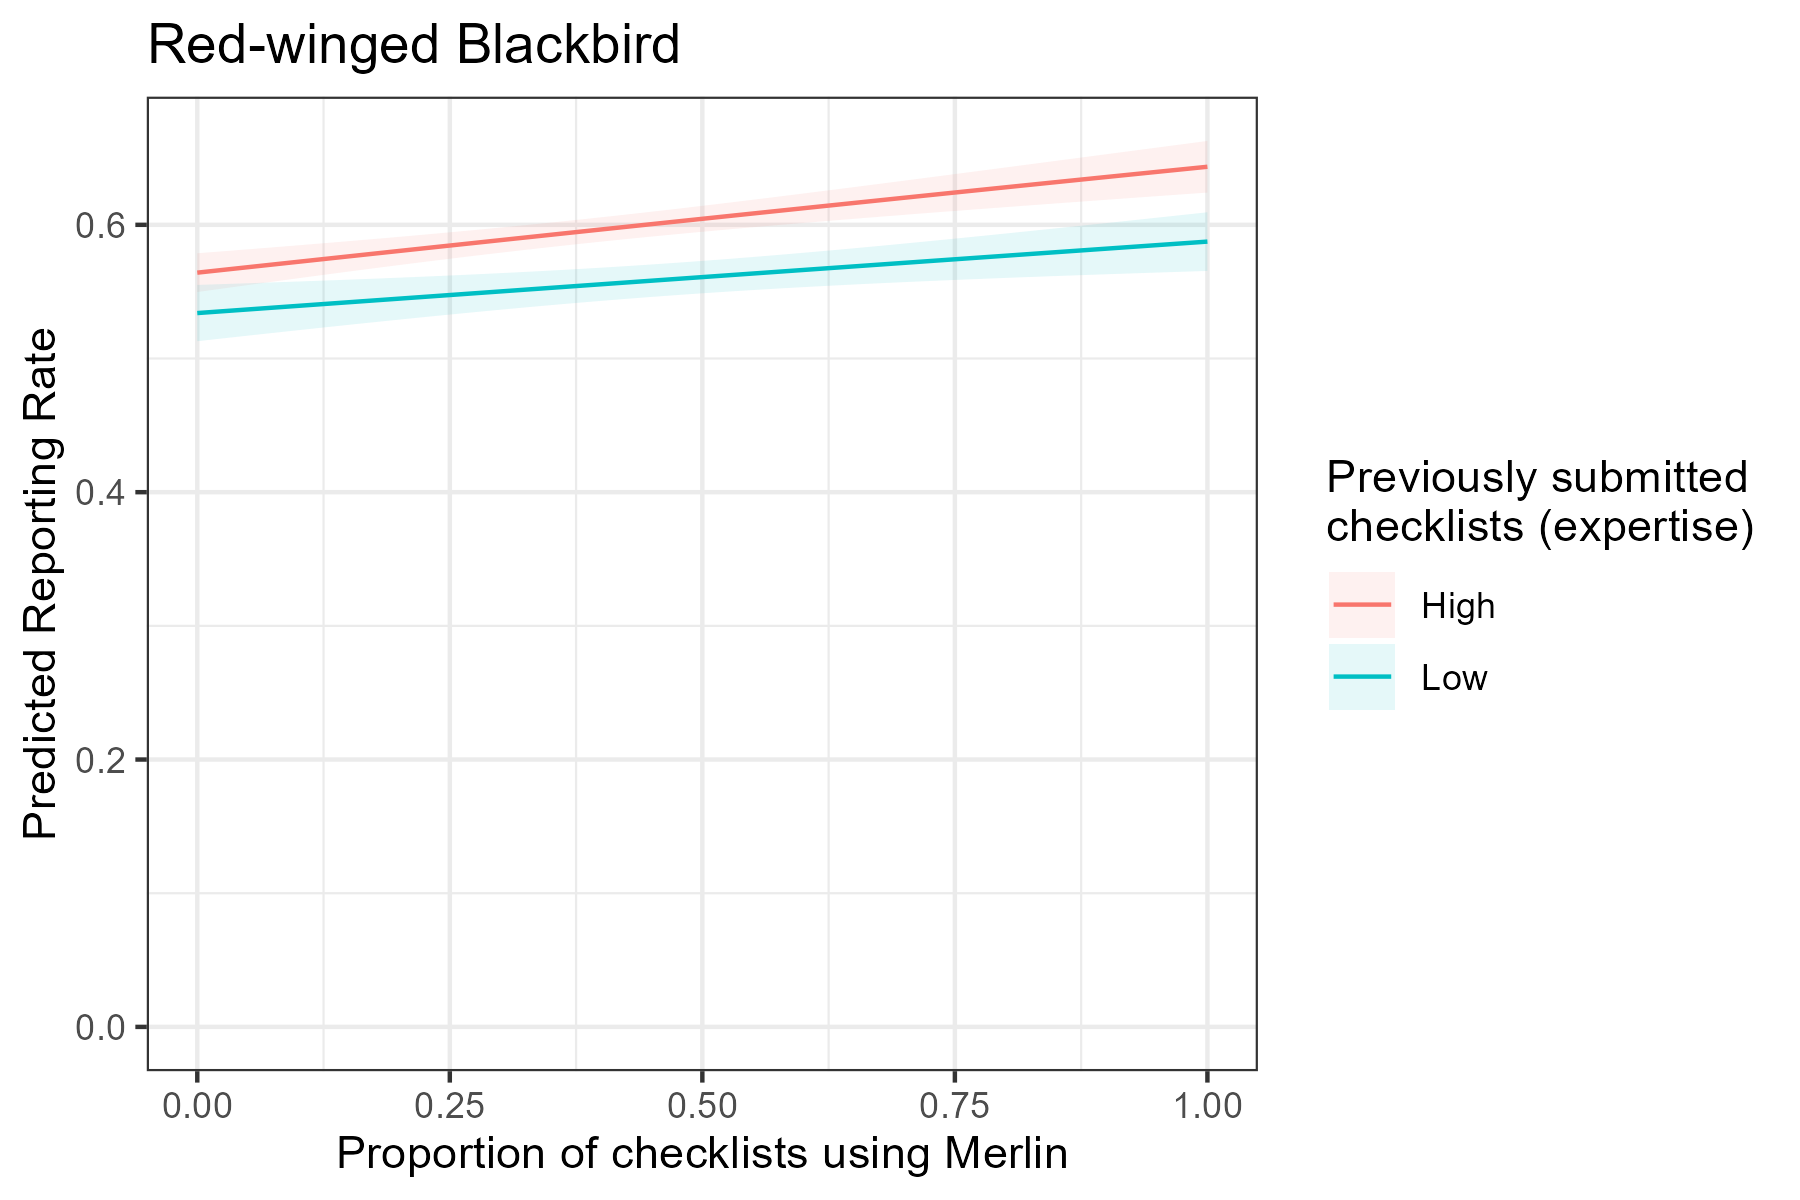 Red-winged Blackbird
Predicted Reporting Rate
0.6
0.4
0.2
0.0
0.00 0.25 0.50 0.75 1.00
Proportion of checklists using Merlin
Previously submitted
checklists (expertise)
High
Low